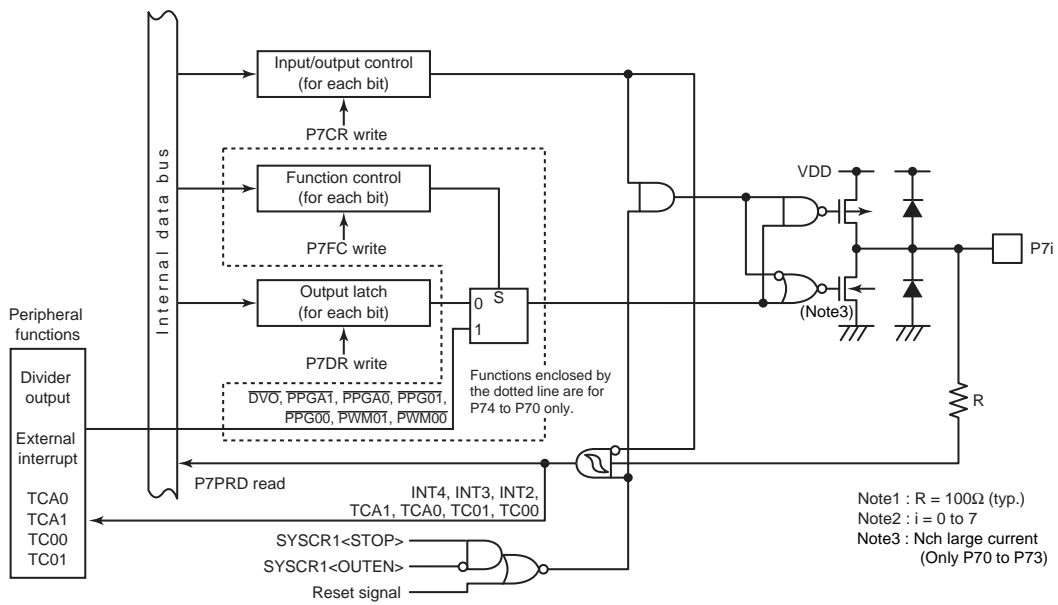 Internal data bus
Input/output control
(for each bit)
P7CR write
Function control
(for each bit)
P7FC write
Output latch
(for each bit)
P7DR write
0
S
1
Functions enclosed by
the dotted line are for
P74 to P70 only.
DVO, PPGA1, PPGA0, PPG01,
PPG00, PWM01, PWM00
Peripheral
functions
Divider
output
External
interrupt
TCA0
TCA1
TC00
TC01
P7PRD read
INT4, INT3, INT2,
TCA1, TCA0, TC01, TC00
SYSCR1<STOP>
SYSCR1<OUTEN>
Reset signal
VDD
(Note3)
P7i
R
Note1 : R = 100Ω (typ.)
Note2 : i = 0 to 7
Note3 : Nch large current
(Only P70 to P73)